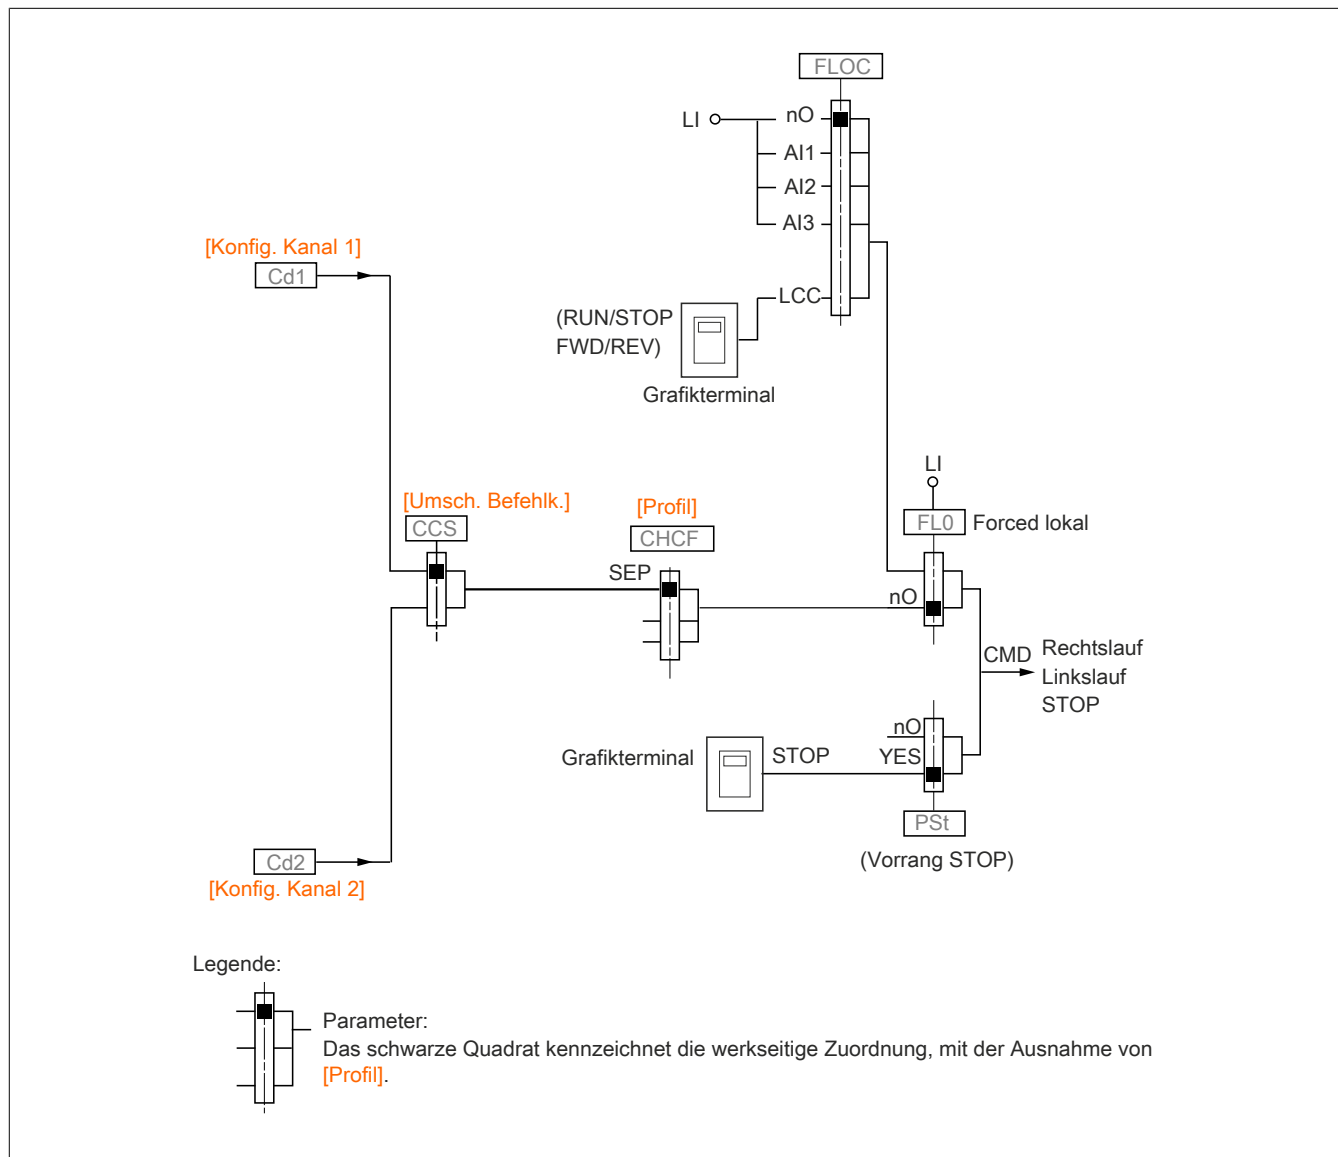 FLOC
LI
nO
AI1
AI2
AI3
LCC
[Konfig. Kanal 1]
Cd1
(RUN/STOP
FWD/REV)
Grafikterminal
LI
[Umsch. Befehlk.]
CCS
[Profil]
CHCF
FL0 Forced lokal
SEP
nO
CMD
Rechtslauf
Linkslauf
STOP
nO
Grafikterminal
STOP
YES
PSt
(Vorrang STOP)
Cd2
[Konfig. Kanal 2]
Legende:
Parameter:
Das schwarze Quadrat kennzeichnet die werkseitige Zuordnung, mit der Ausnahme von
[Profil].